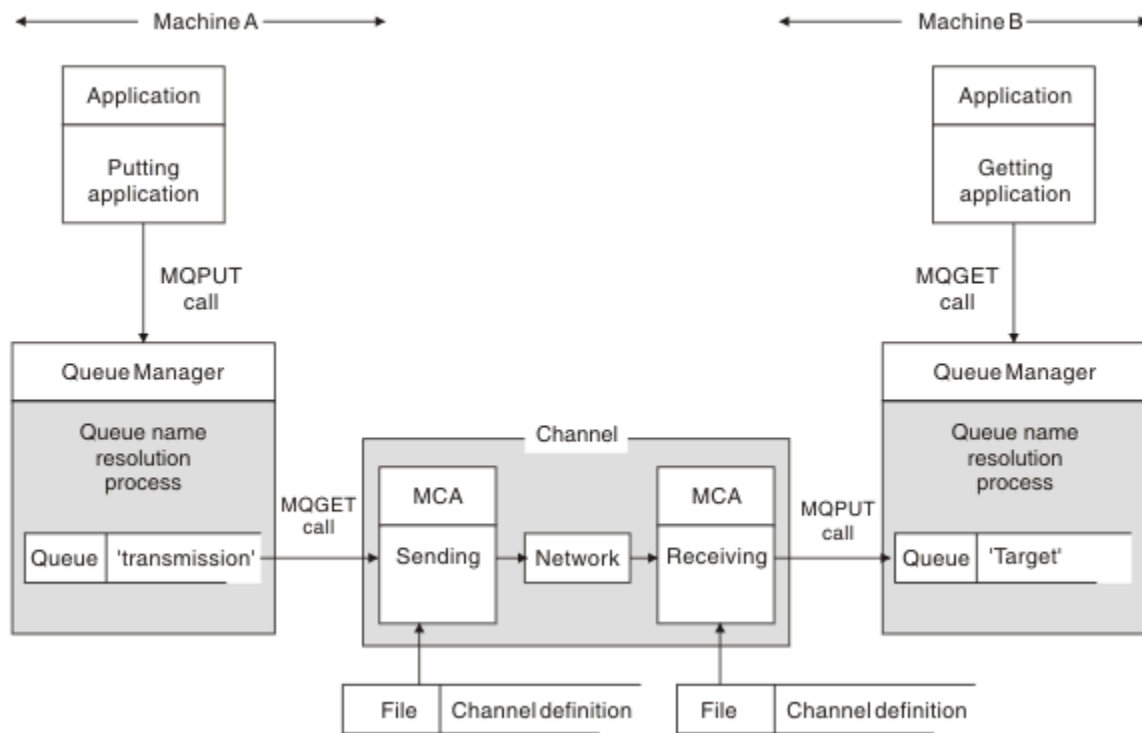 Machine A
Machine B
Application
Putting
application
Application
Getting
application
MQPUT
call
MQGET
call
Queue Manager
Queue name
resolution
process
Queue 'transmission'
MQGET
call
Channel
MCA
Sending
Network
MCA
Receiving
MQPUT
call
Queue Manager
Queue name
resolution
process
Queue 'Target'
File Channel definition
File Channel definition